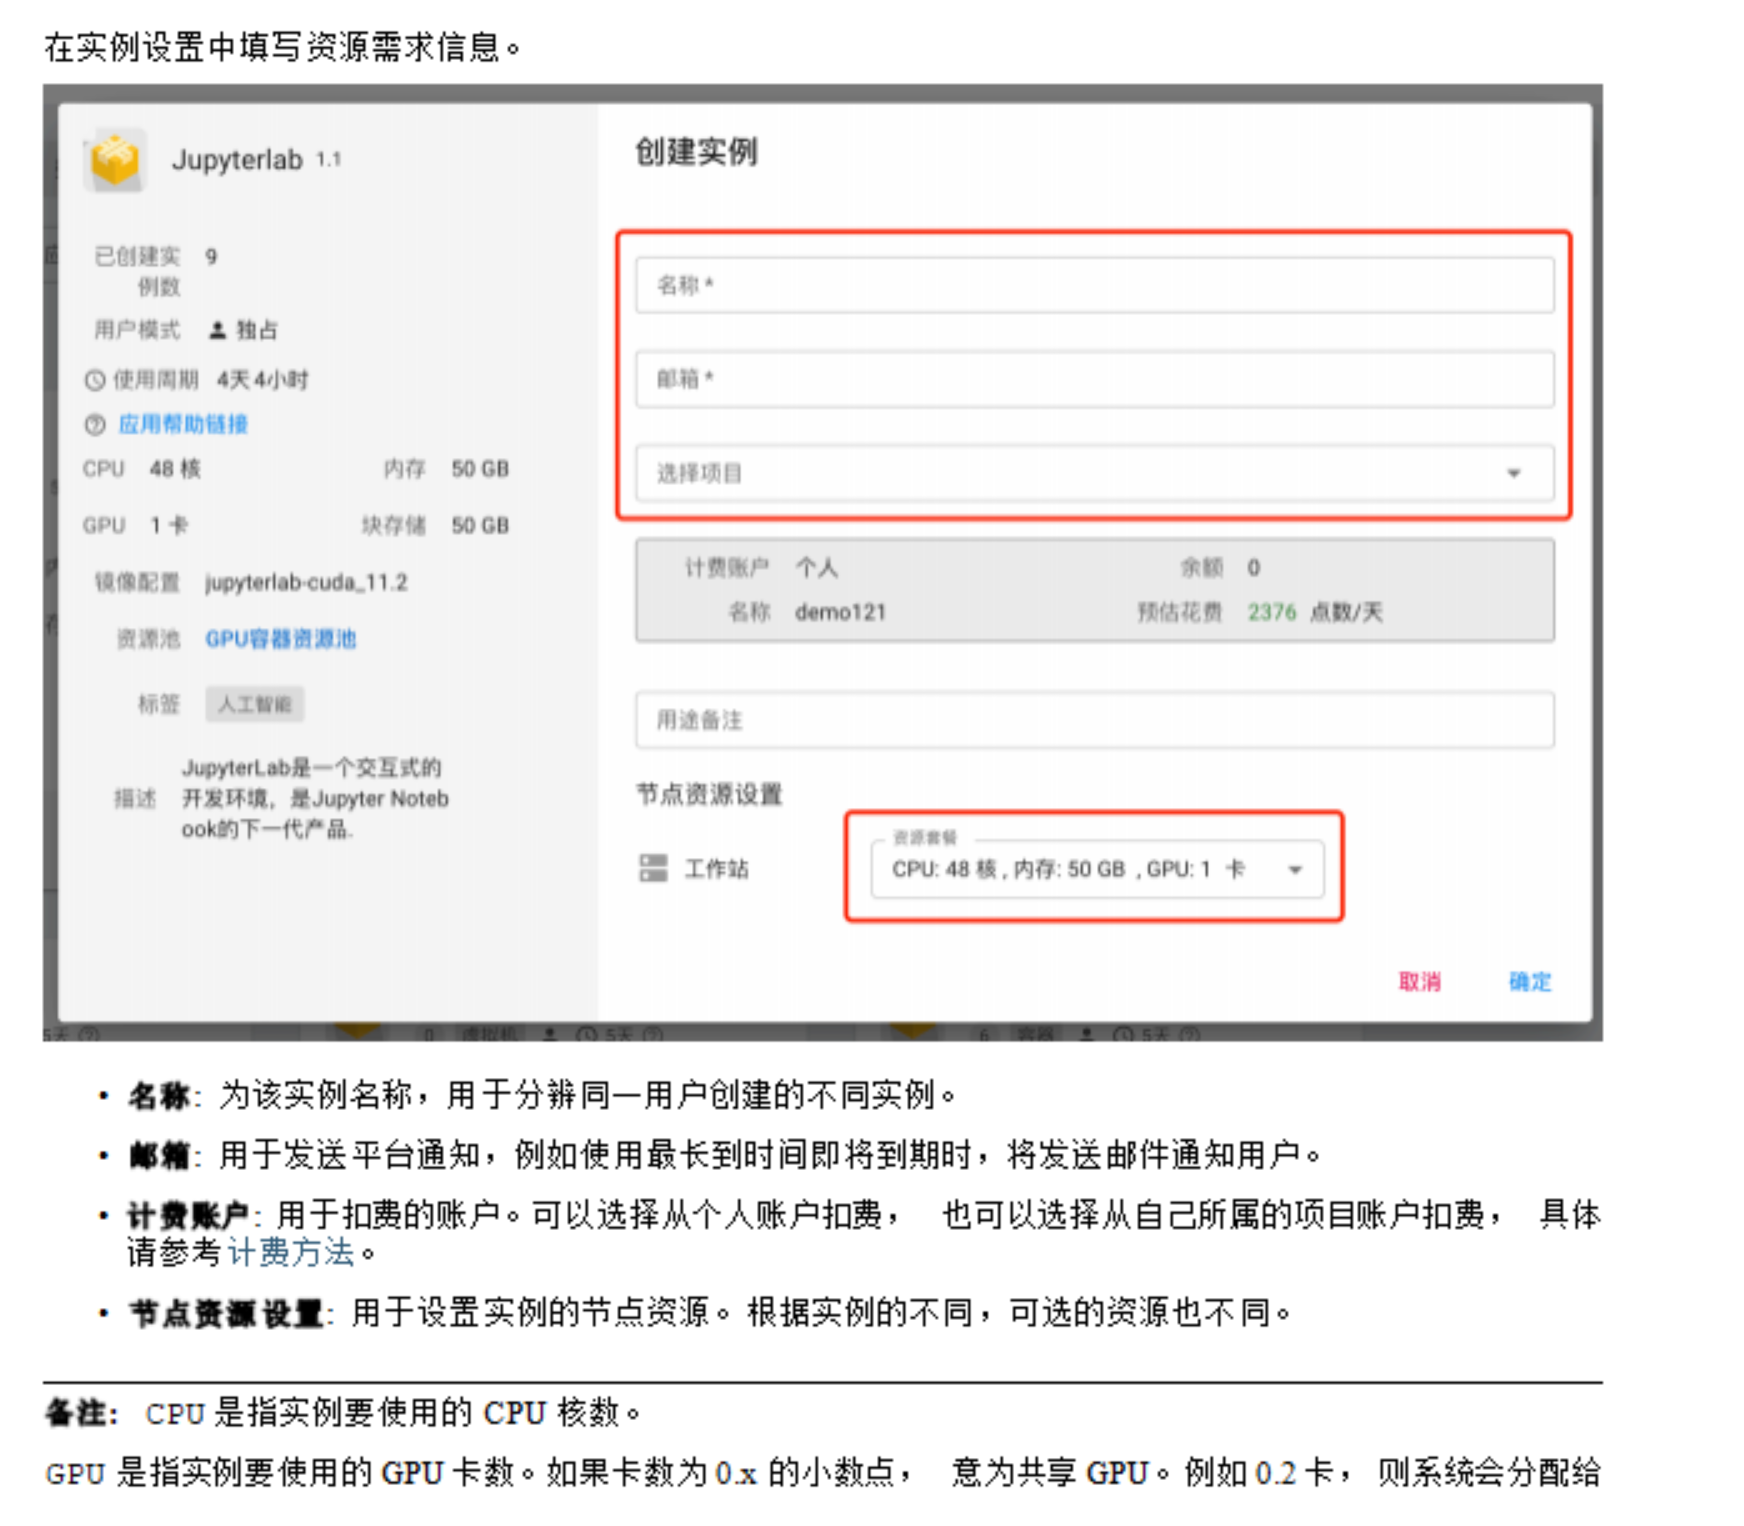 在实例设置中填写资源需求信息。
Jupyterlab 1.1
已创建实例数 9
用户模式 独占
使用周期 4天4小时
应用帮助链接
CPU 48 核 内存 50 GB
GPU 1 卡 块存储 50 GB
镜像配置 jupyterlab-cuda_11.2
资源池 GPU容器资源池
标签 人工智能
描述 JupyterLab是一个交互式的
开发环境，是Jupyter Noteb
ook的下一代产品.
创建实例
名称 *
邮箱 *
选择项目
计费账户 个人 余额 0
名称 demo121 预估花费 2376 点数/天
用途备注
节点资源设置
资源套餐
工作站 CPU: 48 核 , 内存: 50 GB , GPU: 1 卡
取消 确定
5天 0 虚拟机 5天 6 容器 5天
• 名称: 为该实例名称，用于分辨同一用户创建的不同实例。
• 邮箱: 用于发送平台通知，例如使用最长到时间即将到期时，将发送邮件通知用户。
• 计费账户: 用于扣费的账户。可以选择从个人账户扣费， 也可以选择从自己所属的项目账户扣费， 具体
请参考计费方法。
• 节点资源设置: 用于设置实例的节点资源。根据实例的不同，可选的资源也不同。
备注: CPU 是指实例要使用的 CPU 核数。
GPU 是指实例要使用的 GPU 卡数。如果卡数为 0.x 的小数点， 意为共享 GPU。例如 0.2 卡， 则系统会分配给